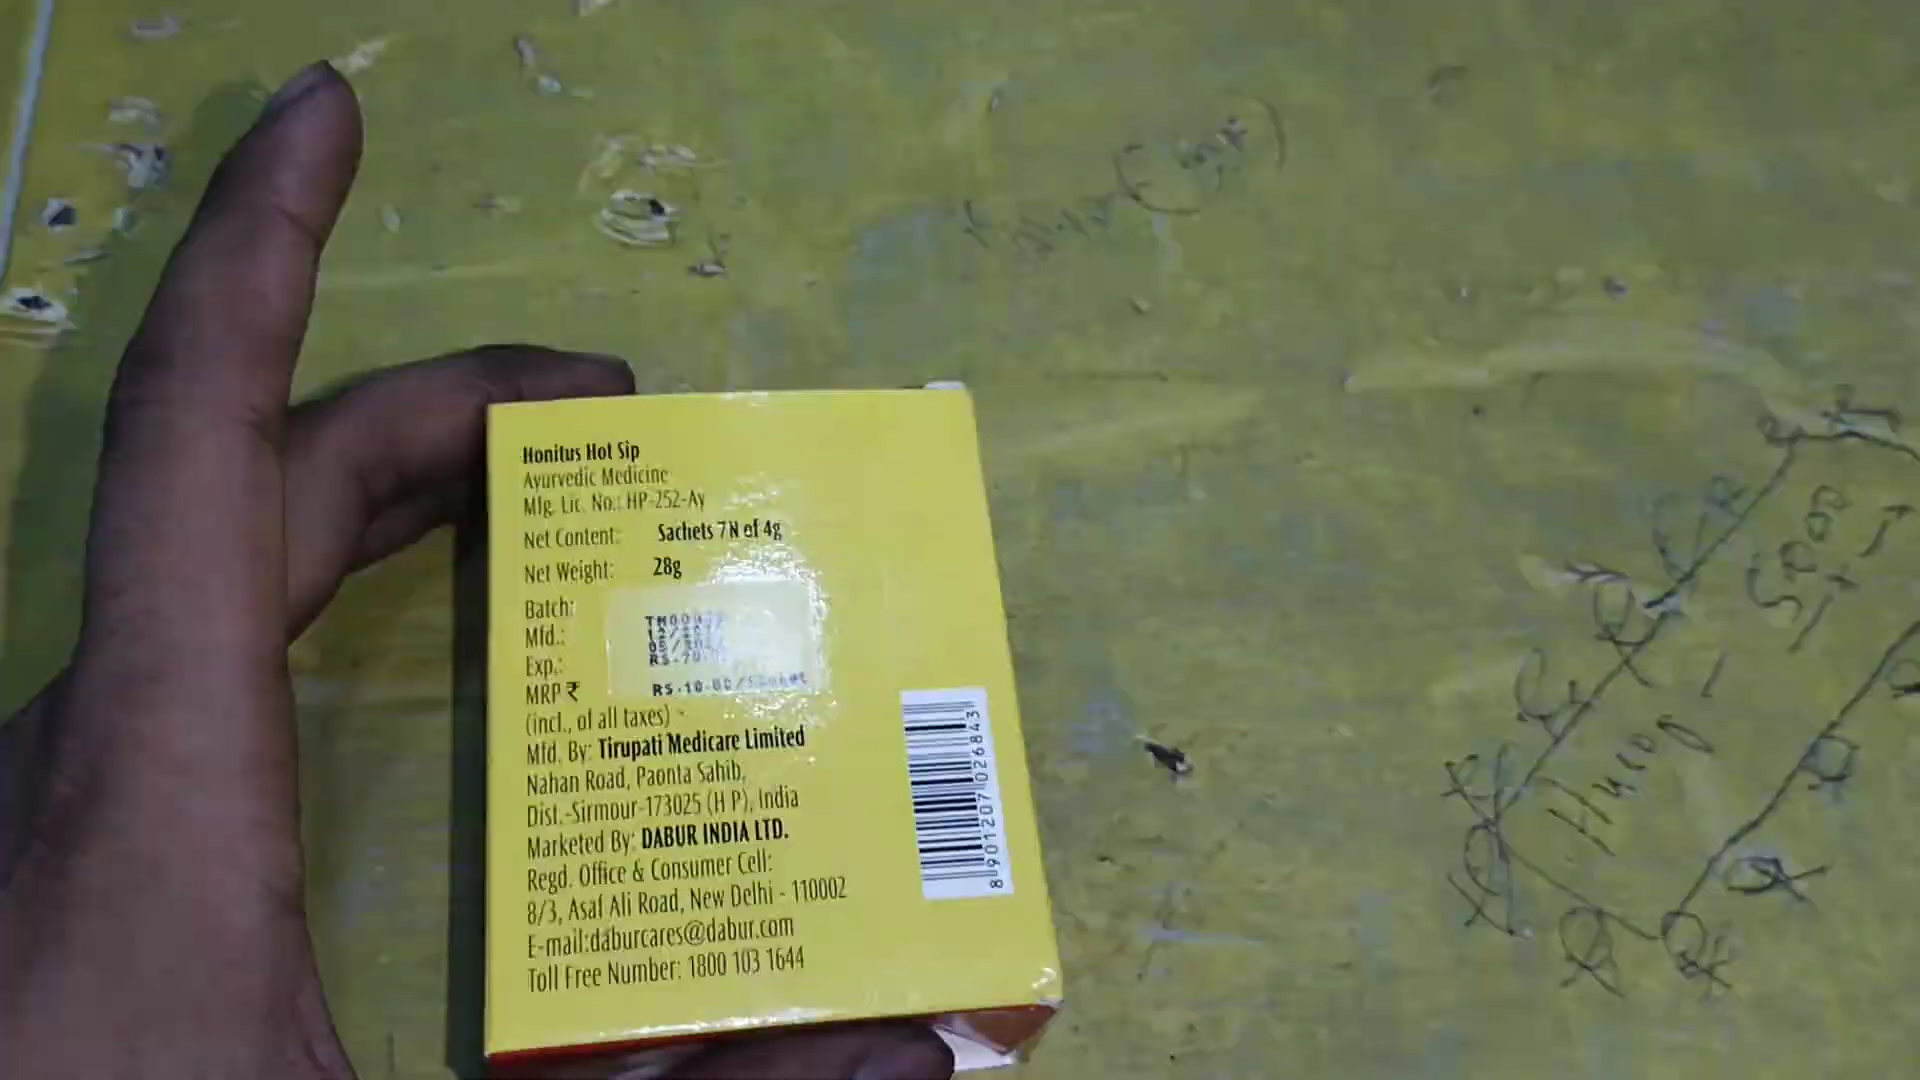 Honitus Hot Sip
Ayurvedic Medicine
Mfg. Lic. No.: HP-252-Ay
Net Content: Sachets 7N of 4g
Net Weight: 28g
Batch:
Mfd.:
Exp.:
MRP ₹
(incl., of all taxes)
Mfd. By: Tirupati Medicare Limited
Nahan Road, Paonta Sahib,
Dist.-Sirmour-173025 (H P), India
Marketed By: DABUR INDIA LTD.
Regd. Office & Consumer Cell:
8/3, Asaf Ali Road, New Delhi - 110002
E-mail:daburcares@dabur.com
Toll Free Number: 1800 103 1644
8 901207 026843